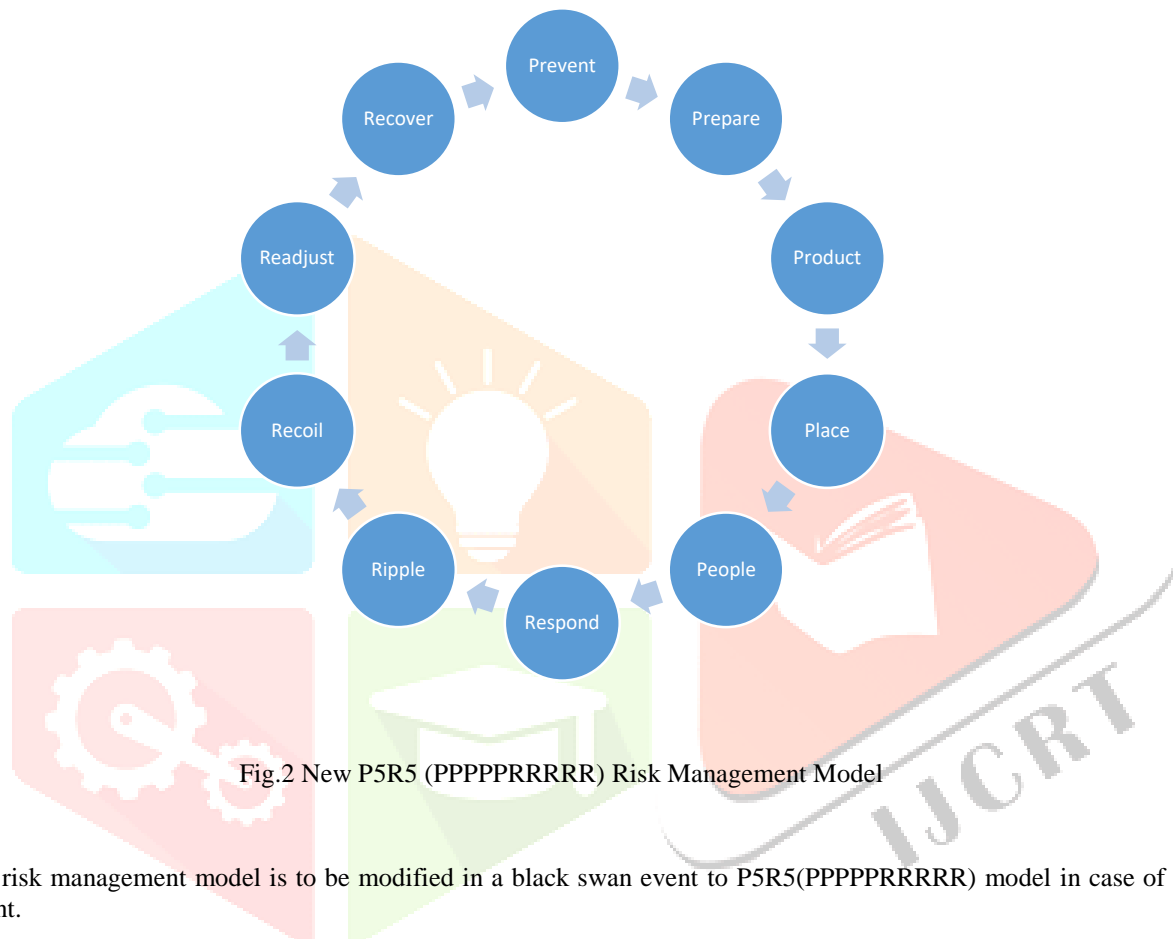 Prevent
Prepare
Product
Place
People
Respond
Ripple
Recoil
Readjust
Recover
Fig.2 New P5R5 (PPPPPRRRRR) Risk Management Model
IJCRT
risk management model is to be modified in a black swan event to P5R5(PPPPPRRRRR) model in case of
nt.